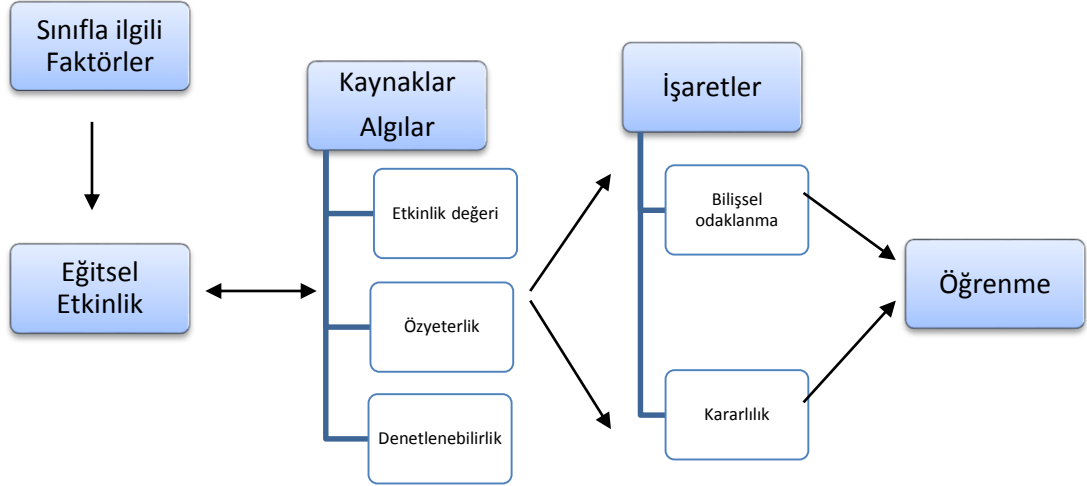 Sınıfla ilgili
Faktörler
Eğitsel
Etkinlik
Kaynaklar
Algılar
Etkinlik değeri
Özyeterlik
Denetlenebilirlik
İşaretler
Bilişsel
odaklanma
Kararlılık
Öğrenme